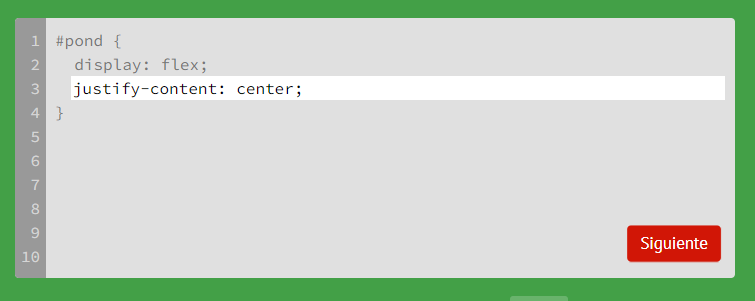 1 #pond {
2 display: flex;
3 justify-content: center;
4 }
5
6
7
8
9
10
Siguiente